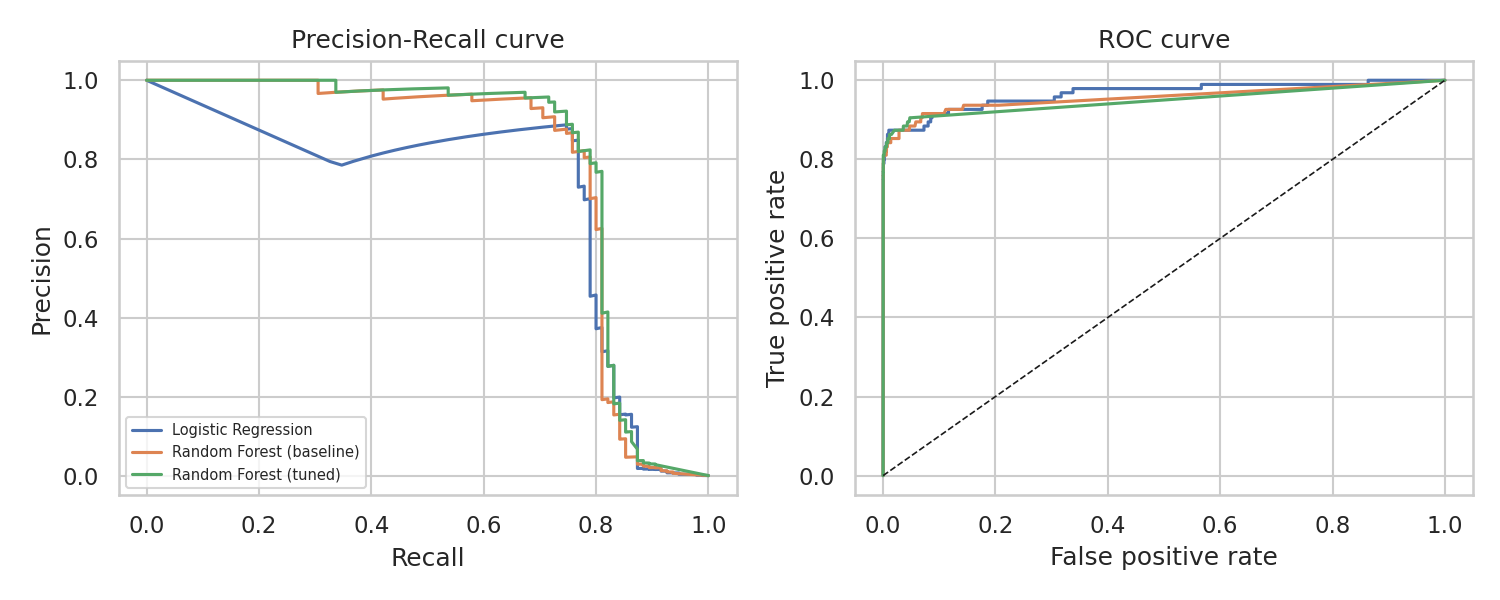 Precision-Recall curve
1.0
0.8
0.6
0.4
0.2
0.0
Precision
Logistic Regression
Random Forest (baseline)
Random Forest (tuned)
0.0 0.2 0.4 0.6 0.8 1.0
Recall
ROC curve
1.0
0.8
0.6
0.4
0.2
0.0
True positive rate
0.0 0.2 0.4 0.6 0.8 1.0
False positive rate